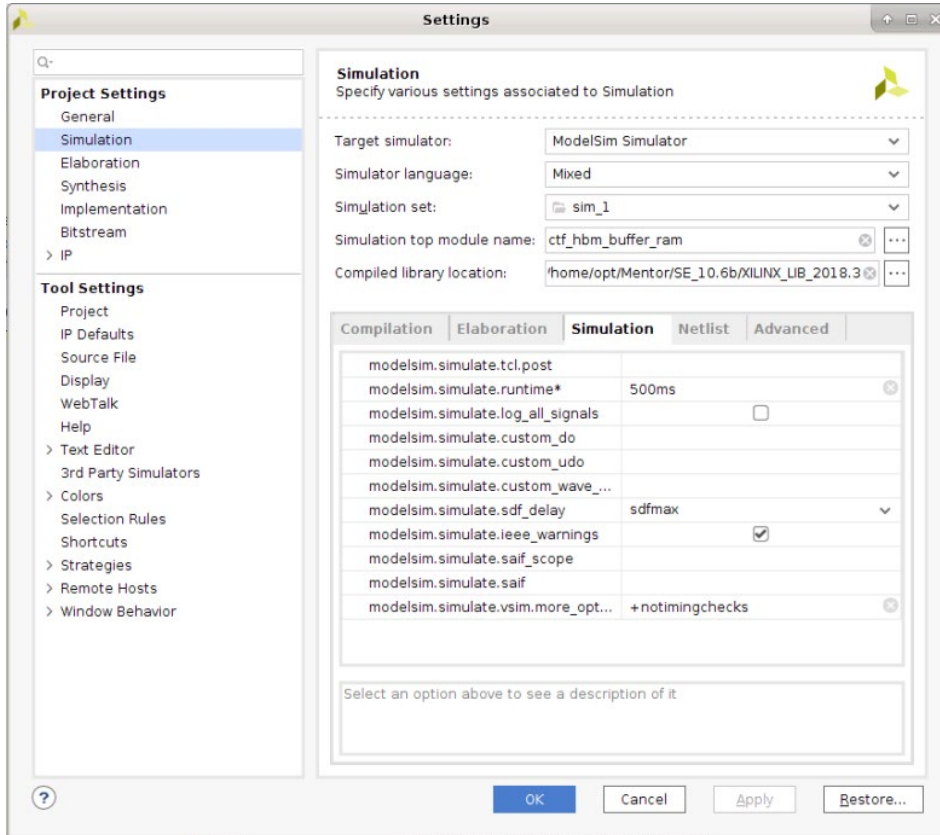 Settings
Q-
Project Settings
General
Simulation
Elaboration
Synthesis
Implementation
Bitstream
> IP
Tool Settings
Project
IP Defaults
Source File
Display
WebTalk
Help
> Text Editor
3rd Party Simulators
> Colors
Selection Rules
Shortcuts
> Strategies
> Remote Hosts
> Window Behavior
Simulation
Specify various settings associated to Simulation
Target simulator: ModelSim Simulator
Simulator language: Mixed
Simulation set: sim_1
Simulation top module name: ctf_hbm_buffer_ram ...
Compiled library location: /home/opt/Mentor/SE_10.6b/XILINX_LIB_2018.3 ...
Compilation Elaboration Simulation Netlist Advanced
modelsim.simulate.tcl.post
modelsim.simulate.runtime* 500ms
modelsim.simulate.log_all_signals
modelsim.simulate.custom_do
modelsim.simulate.custom_udo
modelsim.simulate.custom_wave_...
modelsim.simulate.sdf_delay sdfmax
modelsim.simulate.ieee_warnings
modelsim.simulate.saif_scope
modelsim.simulate.saif
modelsim.simulate.vsim.more_opt... +notimingchecks
Select an option above to see a description of it
? OK Cancel Apply Restore...